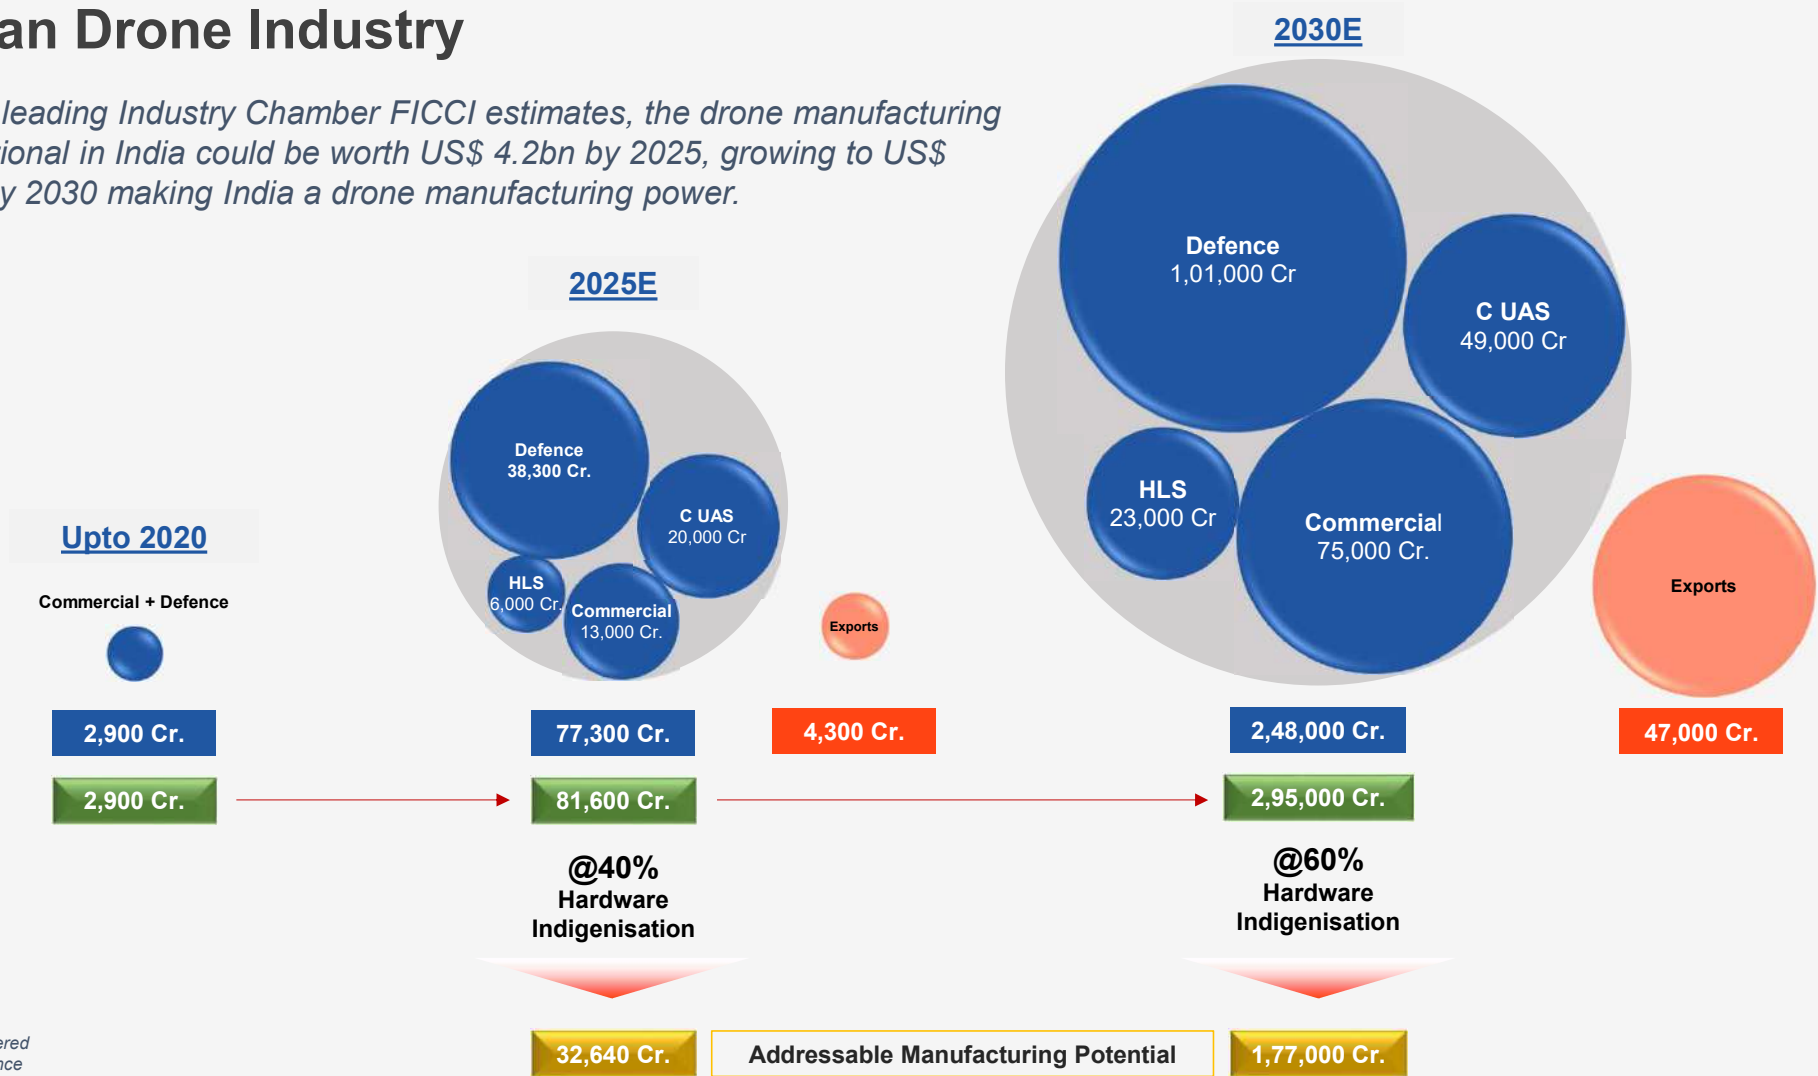 an Drone Industry
leading Industry Chamber FICCI estimates, the drone manufacturing
ional in India could be worth US$ 4.2bn by 2025, growing to US$
y 2030 making India a drone manufacturing power.
2030E
Defence
1,01,000 Cr
C UAS
49,000 Cr
HLS
23,000 Cr
Commercial
75,000 Cr.
Exports
2025E
Defence
38,300 Cr.
C UAS
20,000 Cr
HLS
6,000 Cr.
Commercial
13,000 Cr.
Exports
Upto 2020
Commercial + Defence
2,900 Cr.
77,300 Cr.
4,300 Cr.
2,48,000 Cr.
47,000 Cr.
2,900 Cr.
81,600 Cr.
2,95,000 Cr.
@40%
Hardware
Indigenisation
@60%
Hardware
Indigenisation
ered
nce
32,640 Cr.
Addressable Manufacturing Potential
1,77,000 Cr.